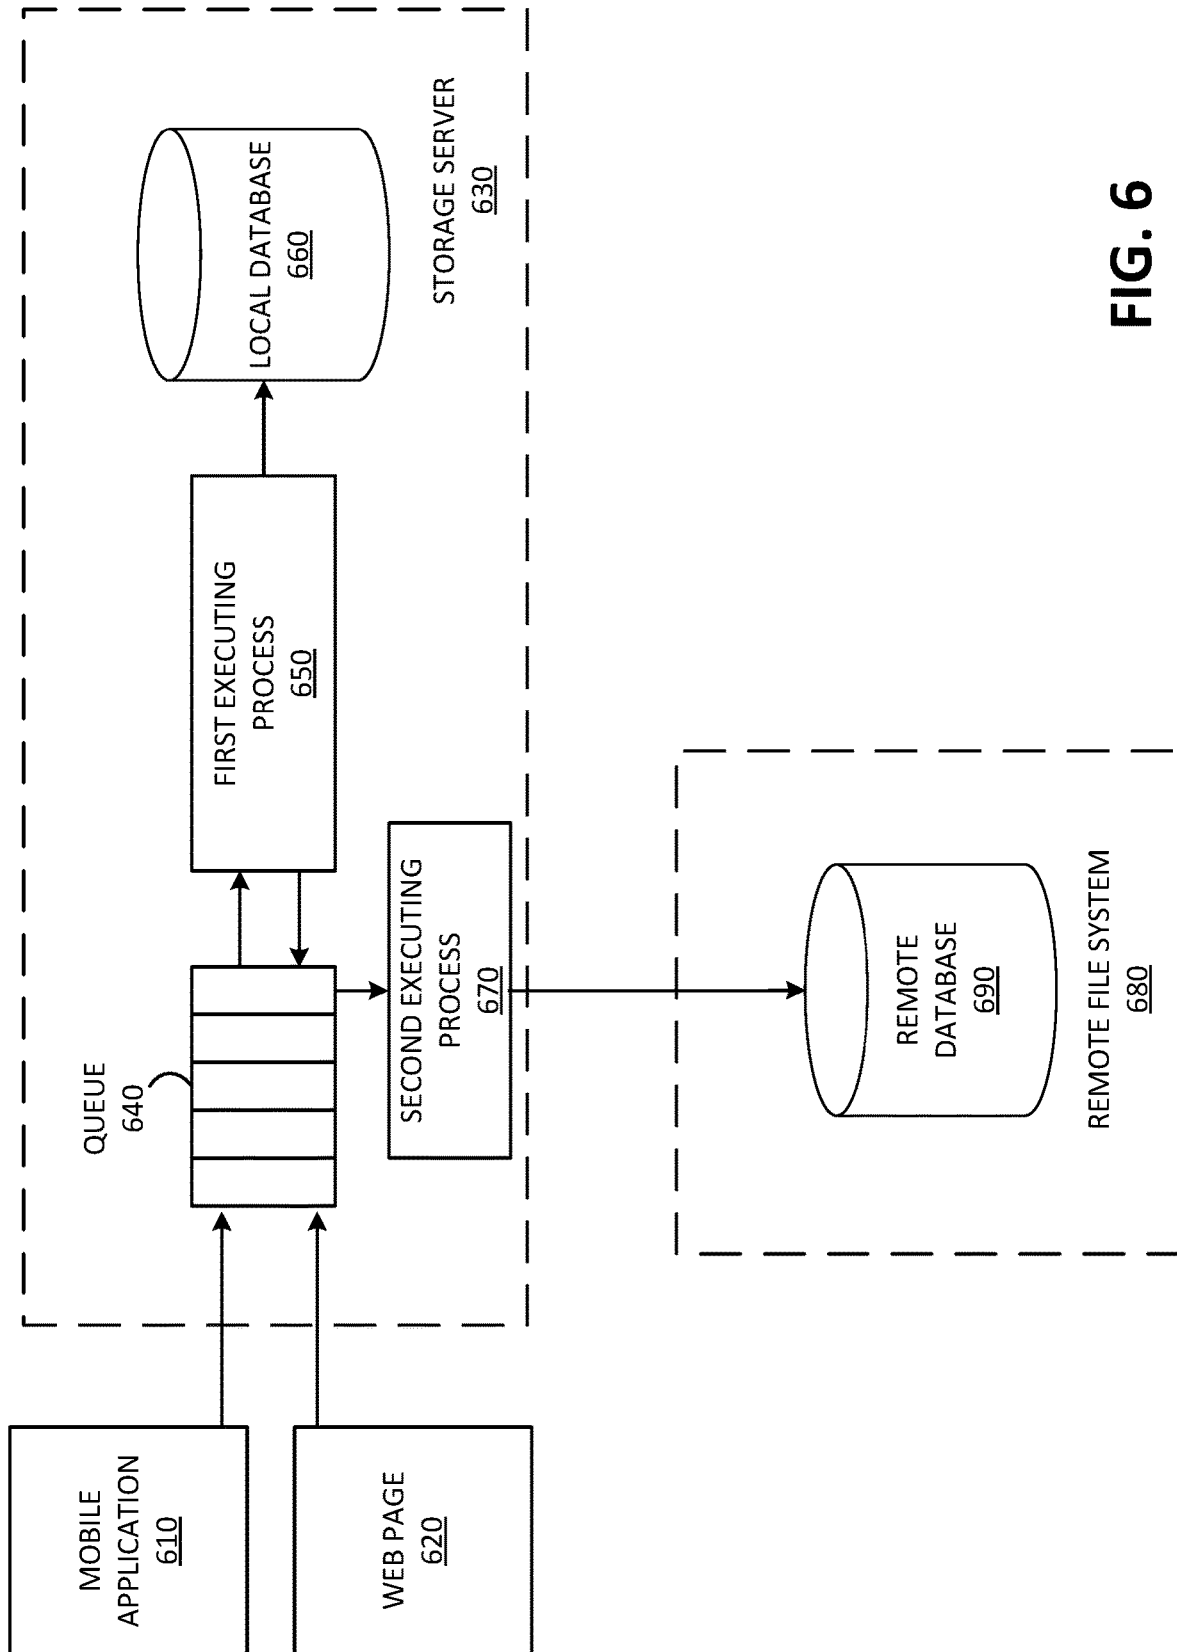 MOBILE
APPLICATION
610
WEB PAGE
620
QUEUE
640
FIRST EXECUTING
PROCESS
650
LOCAL DATABASE
660
SECOND EXECUTING
PROCESS
670
STORAGE SERVER
630
REMOTE
DATABASE
690
REMOTE FILE SYSTEM
680
FIG. 6